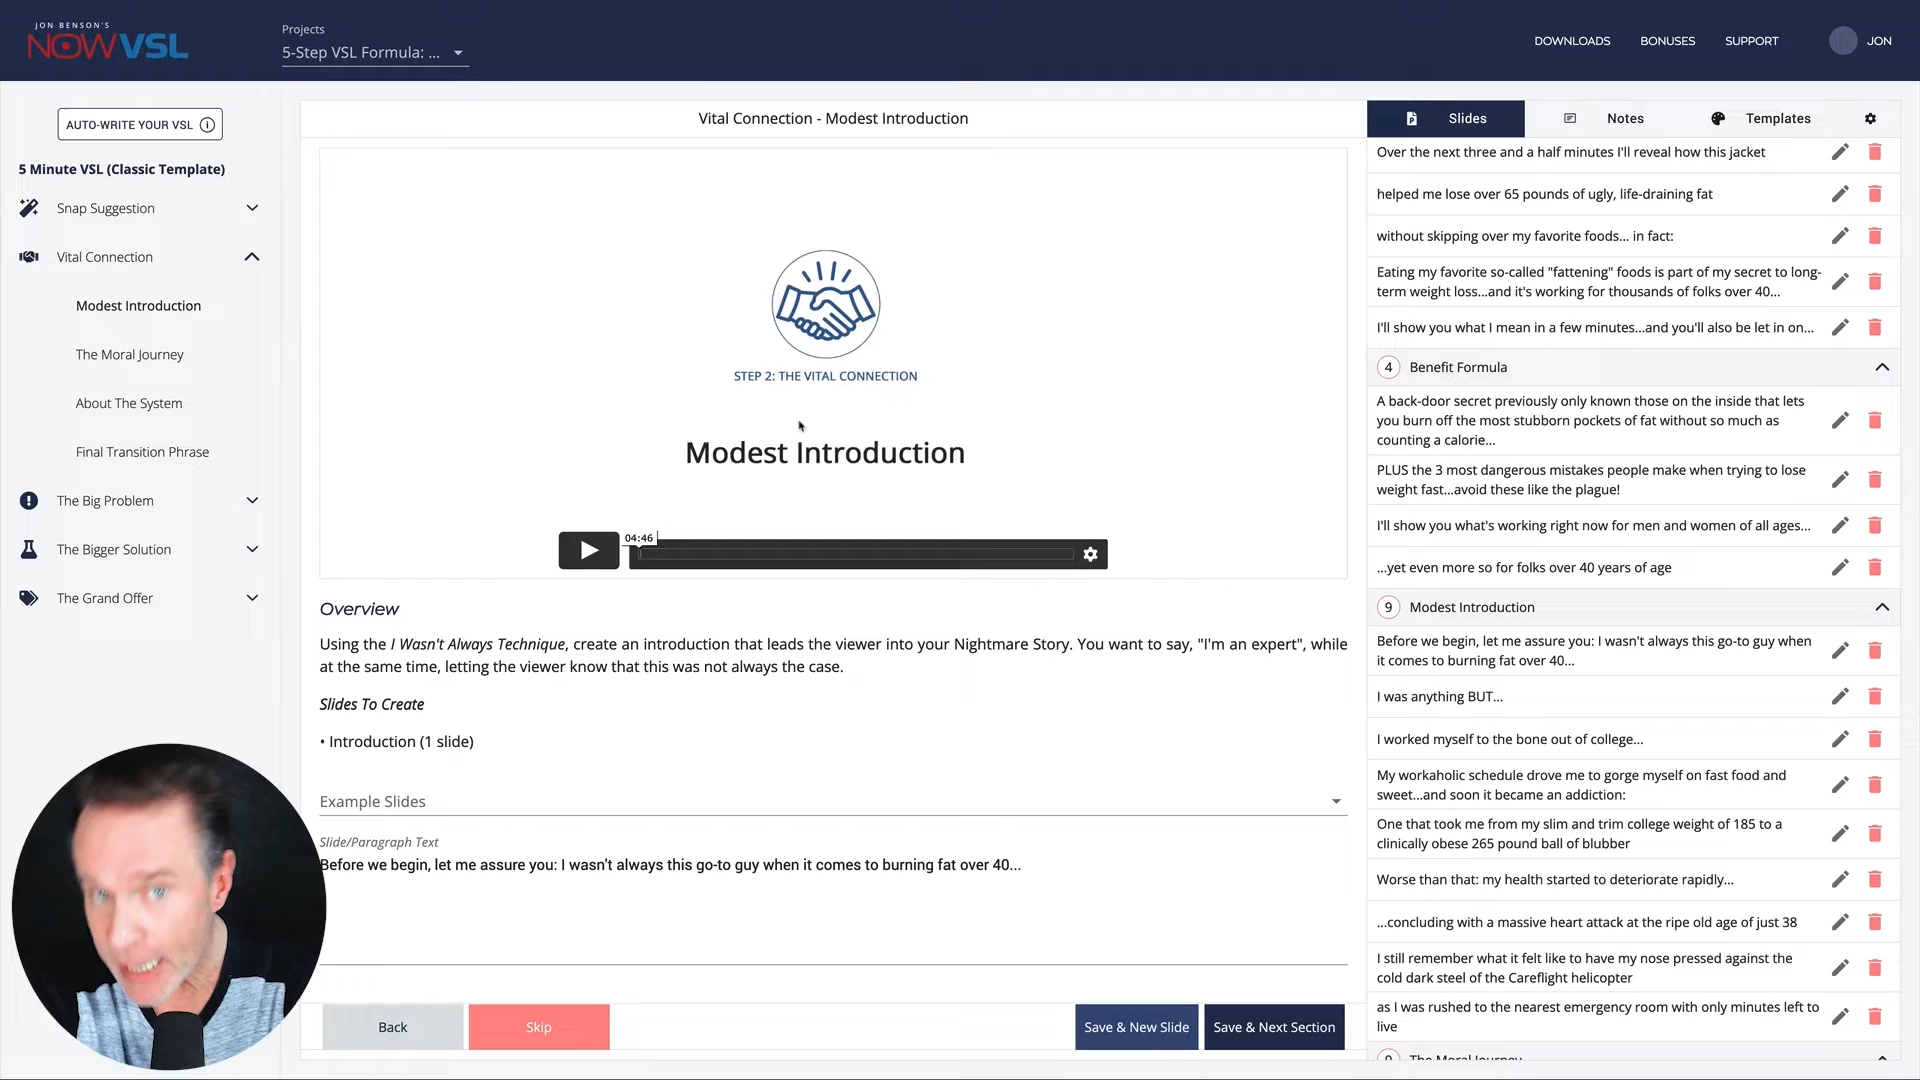 JON BENSON'S
NOWVSL
Projects
5-Step VSL Formula: ...
DOWNLOADS
BONUSES
SUPPORT
JON
AUTO-WRITE YOUR VSL
5 Minute VSL (Classic Template)
Snap Suggestion
Vital Connection
Modest Introduction
The Moral Journey
About The System
Final Transition Phrase
The Big Problem
The Bigger Solution
The Grand Offer
Vital Connection - Modest Introduction
STEP 2: THE VITAL CONNECTION
Modest Introduction
04:46
Overview
Using the I Wasn't Always Technique, create an introduction that leads the viewer into your Nightmare Story. You want to say, "I'm an expert", while
at the same time, letting the viewer know that this was not always the case.
Slides To Create
• Introduction (1 slide)
Example Slides
Slide/Paragraph Text
Before we begin, let me assure you: I wasn't always this go-to guy when it comes to burning fat over 40...
Back
Skip
Save & New Slide
Save & Next Section
Slides
Notes
Templates
Over the next three and a half minutes I'll reveal how this jacket
helped me lose over 65 pounds of ugly, life-draining fat
without skipping over my favorite foods... in fact:
Eating my favorite so-called "fattening" foods is part of my secret to long-
term weight loss...and it's working for thousands of folks over 40...
I'll show you what I mean in a few minutes...and you'll also be let in on...
4 Benefit Formula
A back-door secret previously only known those on the inside that lets
you burn off the most stubborn pockets of fat without so much as
counting a calorie...
PLUS the 3 most dangerous mistakes people make when trying to lose
weight fast...avoid these like the plague!
I'll show you what's working right now for men and women of all ages...
...yet even more so for folks over 40 years of age
9 Modest Introduction
Before we begin, let me assure you: I wasn't always this go-to guy when
it comes to burning fat over 40...
I was anything BUT...
I worked myself to the bone out of college...
My workaholic schedule drove me to gorge myself on fast food and
sweet...and soon it became an addiction:
One that took me from my slim and trim college weight of 185 to a
clinically obese 265 pound ball of blubber
Worse than that: my health started to deteriorate rapidly...
...concluding with a massive heart attack at the ripe old age of just 38
I still remember what it felt like to have my nose pressed against the
cold dark steel of the Careflight helicopter
as I was rushed to the nearest emergency room with only minutes left to
live
The Moral Journey